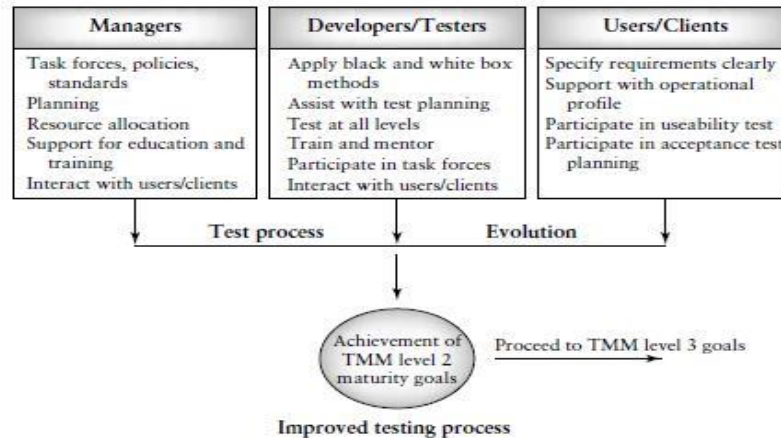 Managers
Task forces, policies,
standards
Planning
Resource allocation
Support for education and
training
Interact with users/clients
Developers/Testers
Apply black and white box
methods
Assist with test planning
Test at all levels
Train and mentor
Participate in task forces
Interact with users/clients
Users/Clients
Specify requirements clearly
Support with operational
profile
Participate in useability test
Participate in acceptance test
planning
Test process
Evolution
Achievement of
TMM level 2
maturity goals
Proceed to TMM level 3 goals
Improved testing process